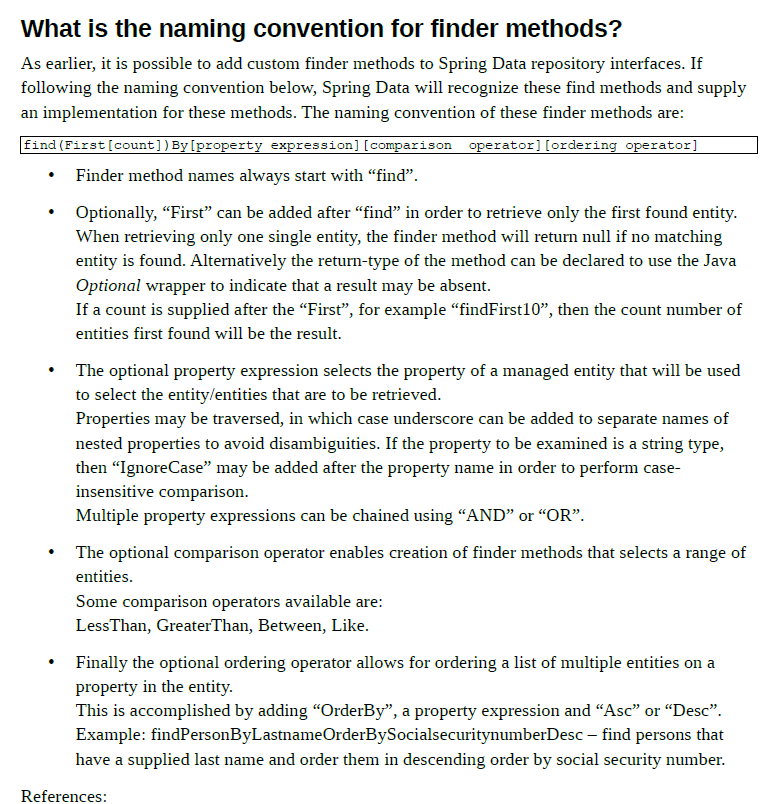 What is the naming convention for finder methods?
As earlier, it is possible to add custom finder methods to Spring Data repository interfaces. If
following the naming convention below, Spring Data will recognize these find methods and supply
an implementation for these methods. The naming convention of these finder methods are:
find(First[count])By[property expression][comparison operator][ordering operator]
• Finder method names always start with “find”.
• Optionally, “First” can be added after “find” in order to retrieve only the first found entity.
When retrieving only one single entity, the finder method will return null if no matching
entity is found. Alternatively the return-type of the method can be declared to use the Java
Optional wrapper to indicate that a result may be absent.
If a count is supplied after the “First”, for example “findFirst10”, then the count number of
entities first found will be the result.
• The optional property expression selects the property of a managed entity that will be used
to select the entity/entities that are to be retrieved.
Properties may be traversed, in which case underscore can be added to separate names of
nested properties to avoid disambiguities. If the property to be examined is a string type,
then “IgnoreCase” may be added after the property name in order to perform case-
insensitive comparison.
Multiple property expressions can be chained using “AND” or “OR”.
• The optional comparison operator enables creation of finder methods that selects a range of
entities.
Some comparison operators available are:
LessThan, GreaterThan, Between, Like.
• Finally the optional ordering operator allows for ordering a list of multiple entities on a
property in the entity.
This is accomplished by adding “OrderBy”, a property expression and “Asc” or “Desc”.
Example: findPersonByLastnameOrderBySocialsecuritynumberDesc – find persons that
have a supplied last name and order them in descending order by social security number.
References: